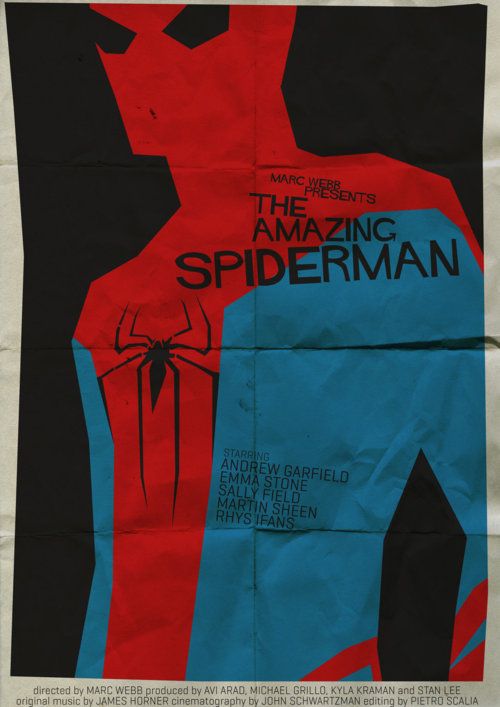 MARC WEBB
PRESENTS
THE
AMAZING
SPIDERMAN
STARRING
ANDREW GARFIELD
EMMA STONE
SALLY FIELD
MARTIN SHEEN
RHYS IFANS
directed by MARC WEBB produced by AVI ARAD, MICHAEL GRILLO, KYLA KRAMAN and STAN LEE
original music by JAMES HORNER cinematography by JOHN SCHWARTZMAN editing by PIETRO SCALIA